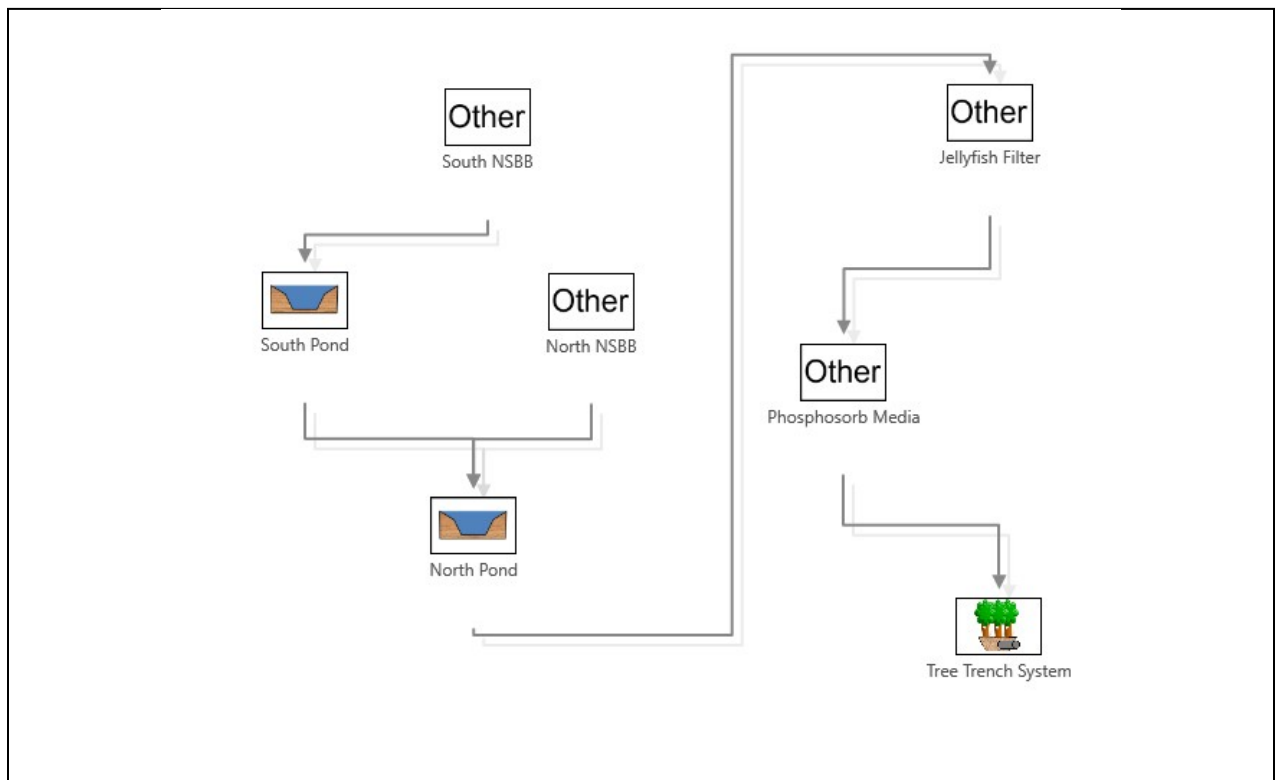 Other
South NSBB
Other
Jellyfish Filter
South Pond
Other
North NSBB
Other
Phosphosorb Media
North Pond
Tree Trench System